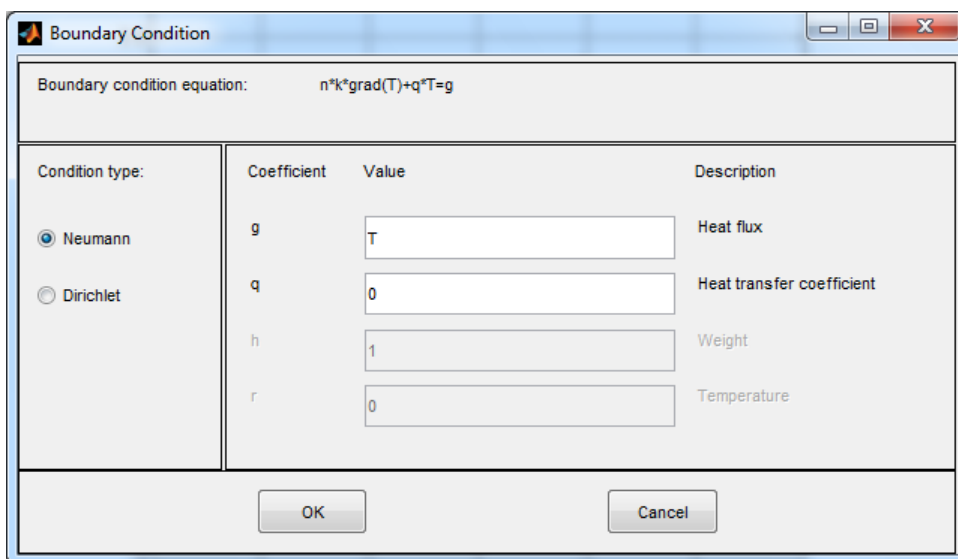 Boundary Condition
Boundary condition equation: n*k*grad(T)+q*T=g
Condition type:
Neumann
Dirichlet
Coefficient Value Description
g T Heat flux
q 0 Heat transfer coefficient
h 1 Weight
r 0 Temperature
OK Cancel